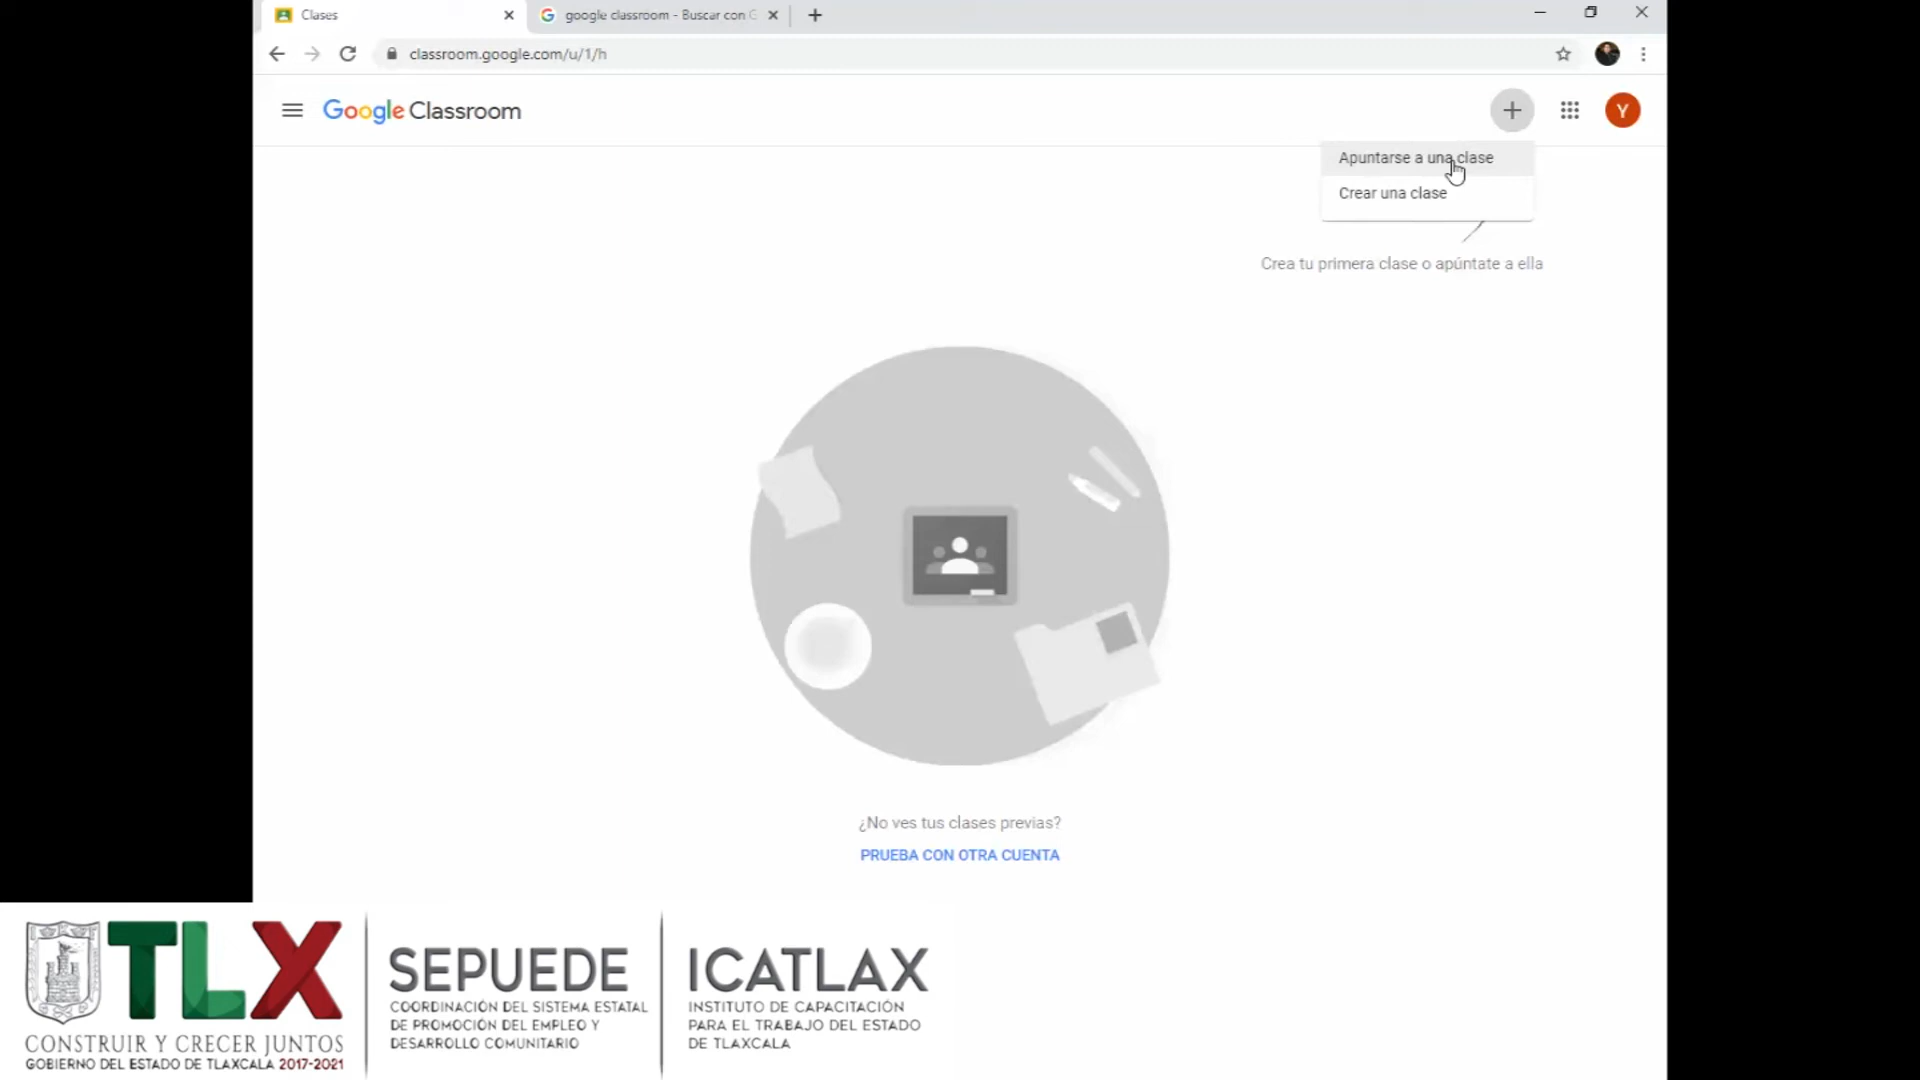 Clases
google classroom - Buscar con G
classroom.google.com/u/1/h
Google Classroom
Y
Apuntarse a una clase
Crear una clase
Crea tu primera clase o apúntate a ella
¿No ves tus clases previas?
PRUEBA CON OTRA CUENTA
TLX
CONSTRUIR Y CRECER JUNTOS
GOBIERNO DEL ESTADO DE TLAXCALA 2017-2021
SEPUEDE
COORDINACIÓN DEL SISTEMA ESTATAL
DE PROMOCIÓN DEL EMPLEO Y
DESARROLLO COMUNITARIO
ICATLAX
INSTITUTO DE CAPACITACIÓN
PARA EL TRABAJO DEL ESTADO
DE TLAXCALA